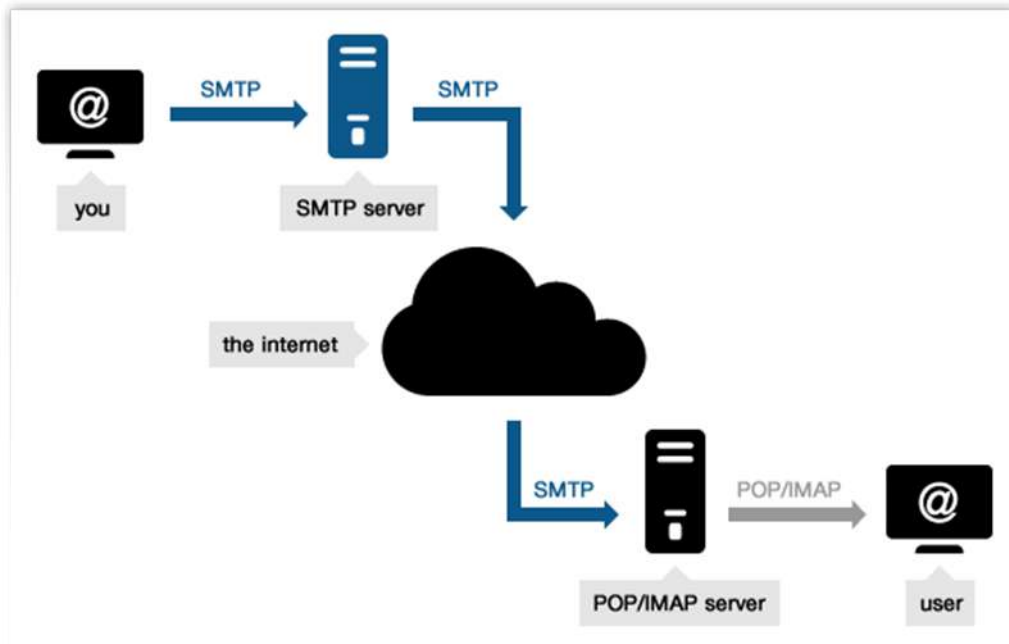 @
SMTP
SMTP
you
SMTP server
the internet
SMTP
POP/IMAP
@
POP/IMAP server
user